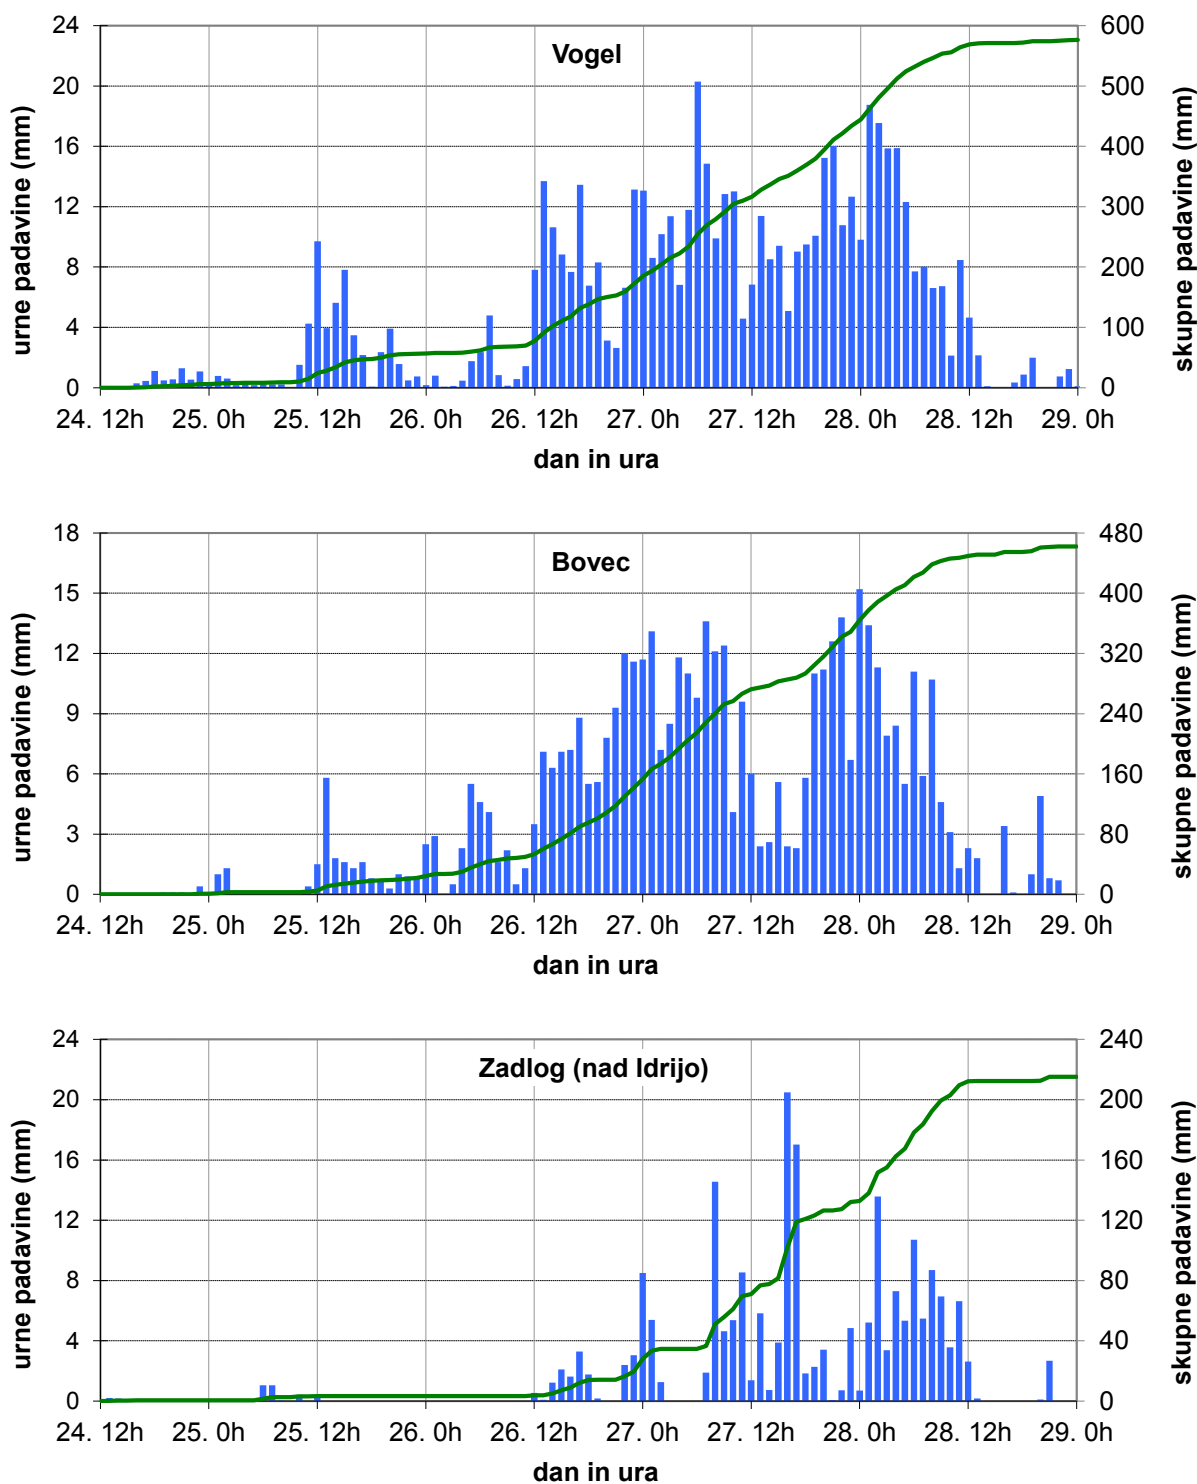 Vogel
urne padavine (mm)
skupne padavine (mm)
24 600
20 500
16 400
12 300
8 200
4 100
0 0
24. 12h 25. 0h 25. 12h 26. 0h 26. 12h 27. 0h 27. 12h 28. 0h 28. 12h 29. 0h
dan in ura
Bovec
urne padavine (mm)
skupne padavine (mm)
18 480
15 400
12 320
9 240
6 160
3 80
0 0
24. 12h 25. 0h 25. 12h 26. 0h 26. 12h 27. 0h 27. 12h 28. 0h 28. 12h 29. 0h
dan in ura
Zadlog (nad Idrijo)
urne padavine (mm)
skupne padavine (mm)
24 240
20 200
16 160
12 120
8 80
4 40
0 0
24. 12h 25. 0h 25. 12h 26. 0h 26. 12h 27. 0h 27. 12h 28. 0h 28. 12h 29. 0h
dan in ura